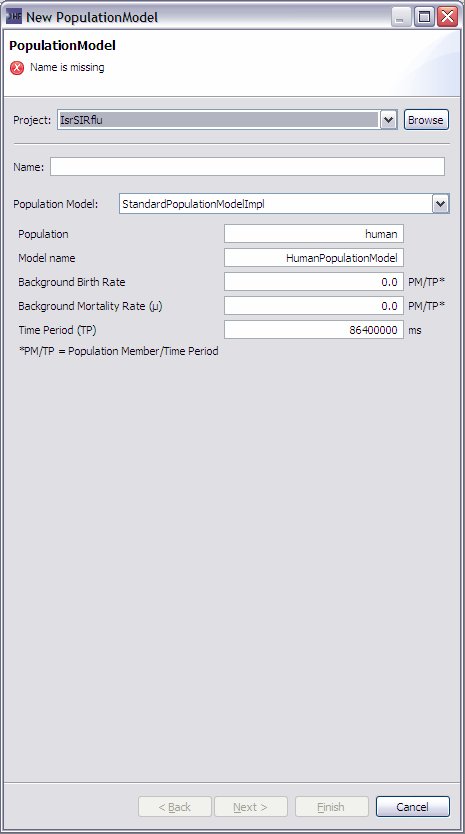 New PopulationModel
PopulationModel
Name is missing
Project: IsrSIRflu Browse
Name:
Population Model: StandardPopulationModelImpl
Population human
Model name HumanPopulationModel
Background Birth Rate 0.0 PM/TP*
Background Mortality Rate (μ) 0.0 PM/TP*
Time Period (TP) 86400000 ms
*PM/TP = Population Member/Time Period
< Back Next > Finish Cancel